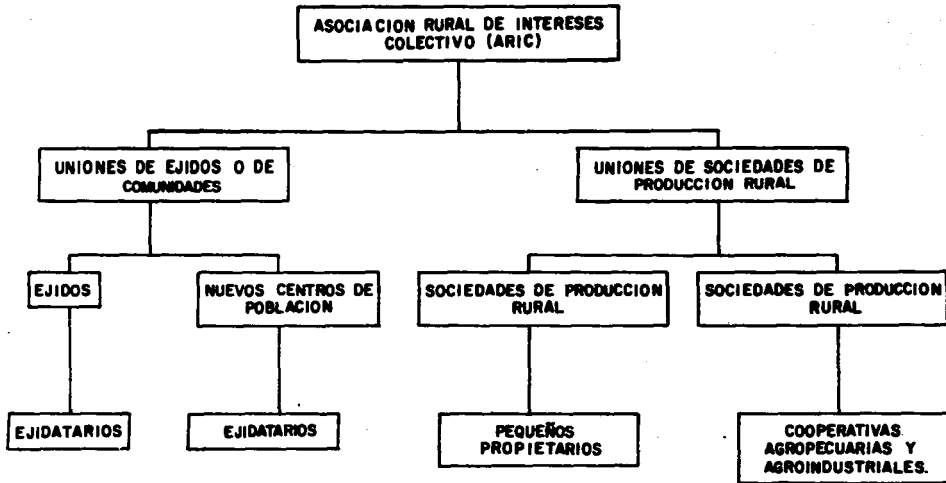 ASOCIACION RURAL DE INTERESES
COLECTIVO (ARIC)
UNIONES DE EJIDOS O DE
COMUNIDADES
UNIONES DE SOCIEDADES DE
PRODUCCION RURAL
EJIDOS
NUEVOS CENTROS DE
POBLACION
SOCIEDADES DE PRODUCCION
RURAL
SOCIEDADES DE PRODUCCION
RURAL
EJIDATARIOS
EJIDATARIOS
PEQUEÑOS
PROPIETARIOS
COOPERATIVAS
AGROPECUARIAS Y
AGROINDUSTRIALES.